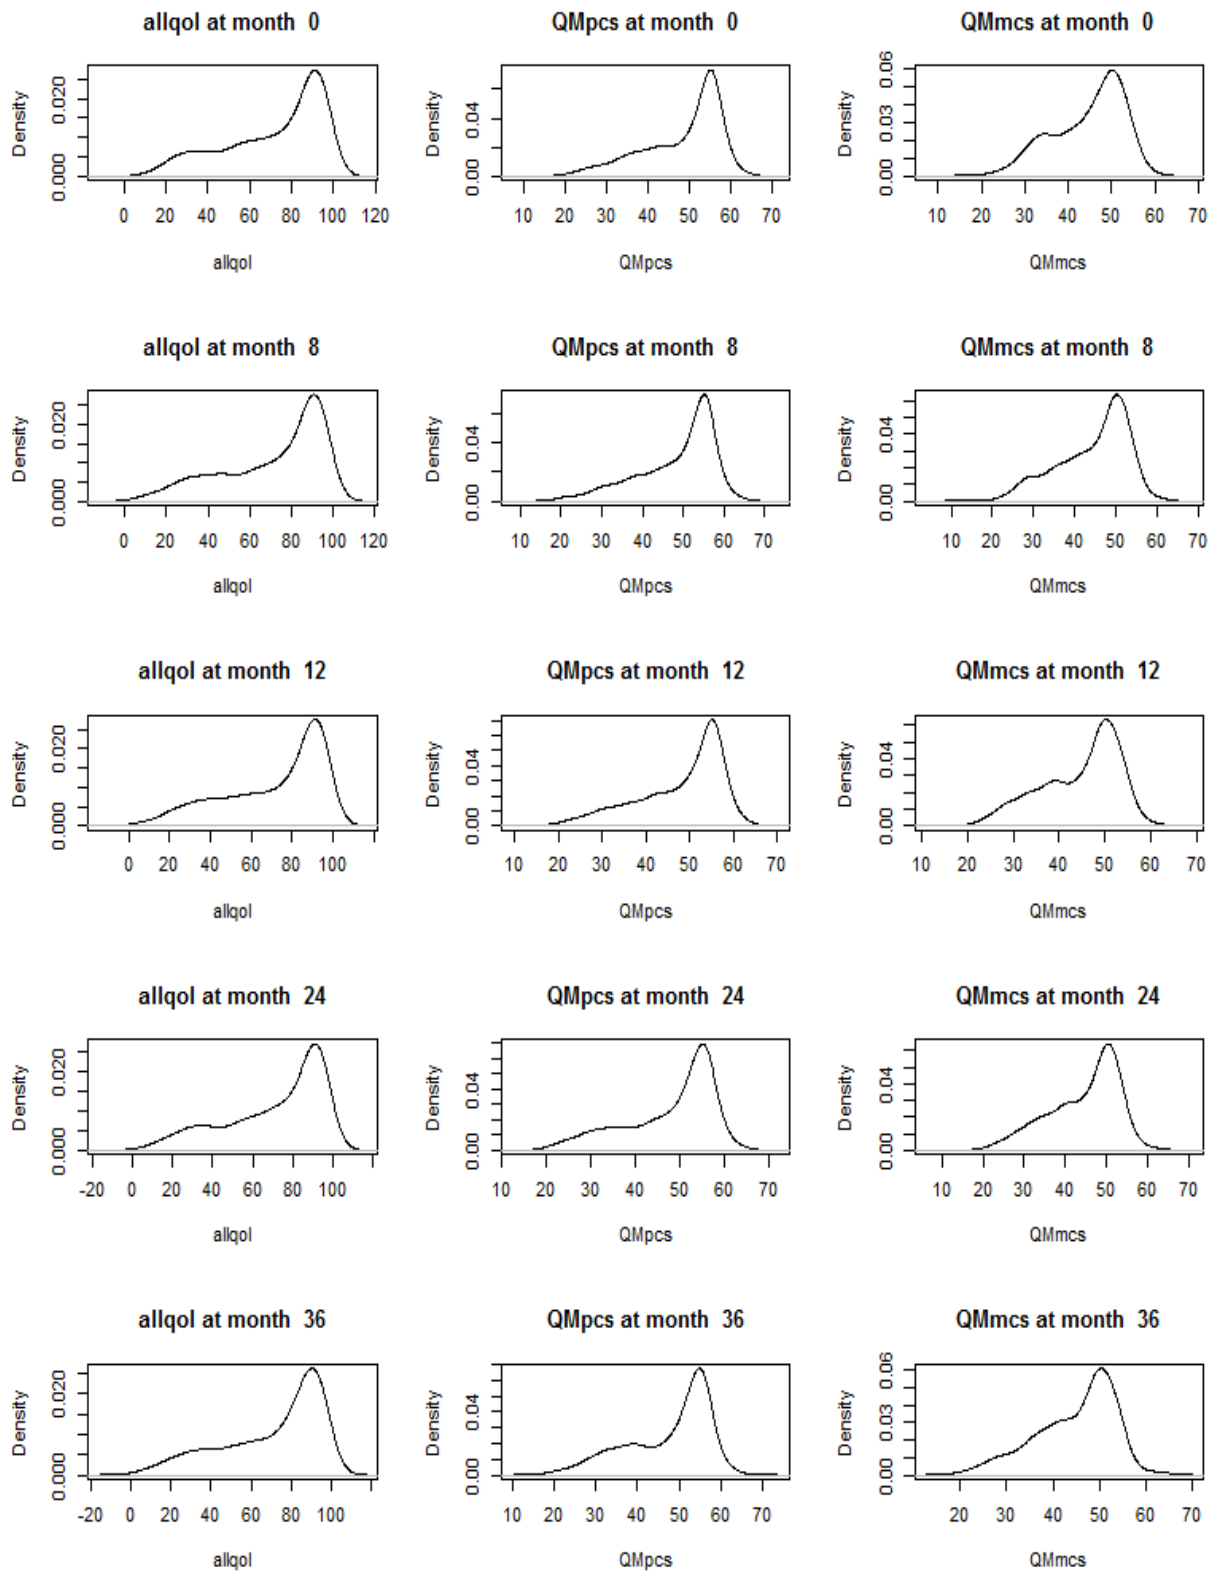 allqol at month 0 QMpcs at month 0 QMmcs at month 0
Density 0.000 0.020 Density 0.00 0.04 Density 0.00 0.03 0.06
0 20 40 60 80 100 120 10 20 30 40 50 60 70 10 20 30 40 50 60 70
allqol QMpcs QMmcs
allqol at month 8 QMpcs at month 8 QMmcs at month 8
Density 0.000 0.020 Density 0.00 0.04 Density 0.00 0.04
0 20 40 60 80 100 120 10 20 30 40 50 60 70 10 20 30 40 50 60 70
allqol QMpcs QMmcs
allqol at month 12 QMpcs at month 12 QMmcs at month 12
Density 0.000 0.020 Density 0.00 0.04 Density 0.00 0.04
0 20 40 60 80 100 10 20 30 40 50 60 70 10 20 30 40 50 60 70
allqol QMpcs QMmcs
allqol at month 24 QMpcs at month 24 QMmcs at month 24
Density 0.000 0.020 Density 0.00 0.04 Density 0.00 0.04
-20 0 20 40 60 80 100 10 20 30 40 50 60 70 10 20 30 40 50 60 70
allqol QMpcs QMmcs
allqol at month 36 QMpcs at month 36 QMmcs at month 36
Density 0.000 0.020 Density 0.00 0.04 Density 0.00 0.03 0.06
-20 0 20 40 60 80 100 10 20 30 40 50 60 70 20 30 40 50 60 70
allqol QMpcs QMmcs